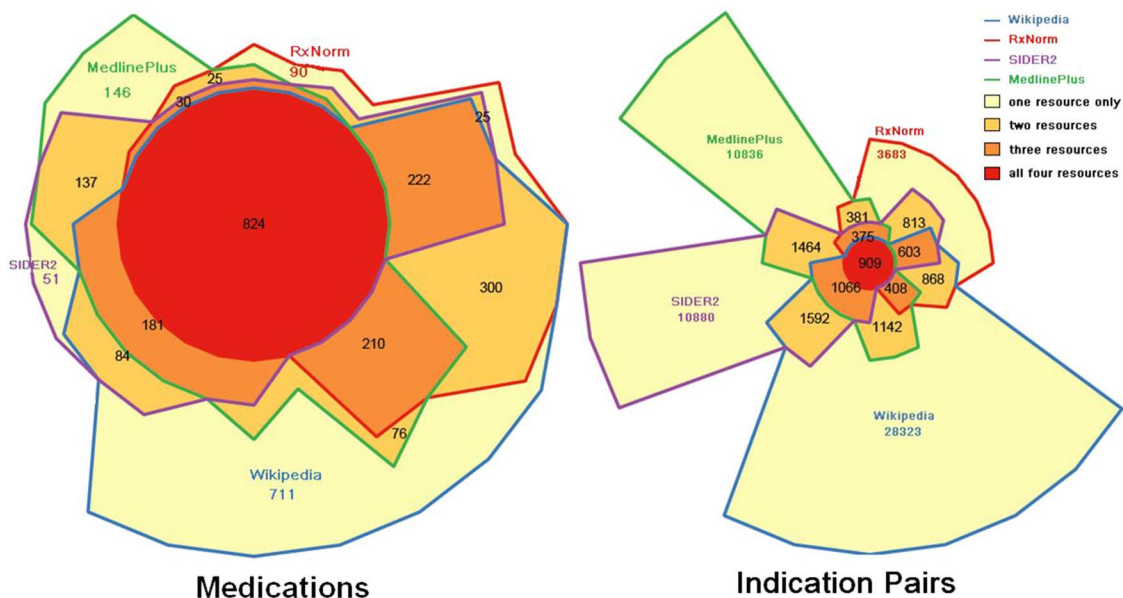 MedlinePlus
146
RxNorm
90
25
30
25
137
222
824
SIDER2
51
300
181
210
84
76
Wikipedia
711
Medications
MedlinePlus
10836
RxNorm
3683
381
813
375
1464
603
909
868
1066
408
SIDER2
10880
1592
1142
Wikipedia
28323
Indication Pairs
Wikipedia
RxNorm
SIDER2
MedlinePlus
one resource only
two resources
three resources
all four resources